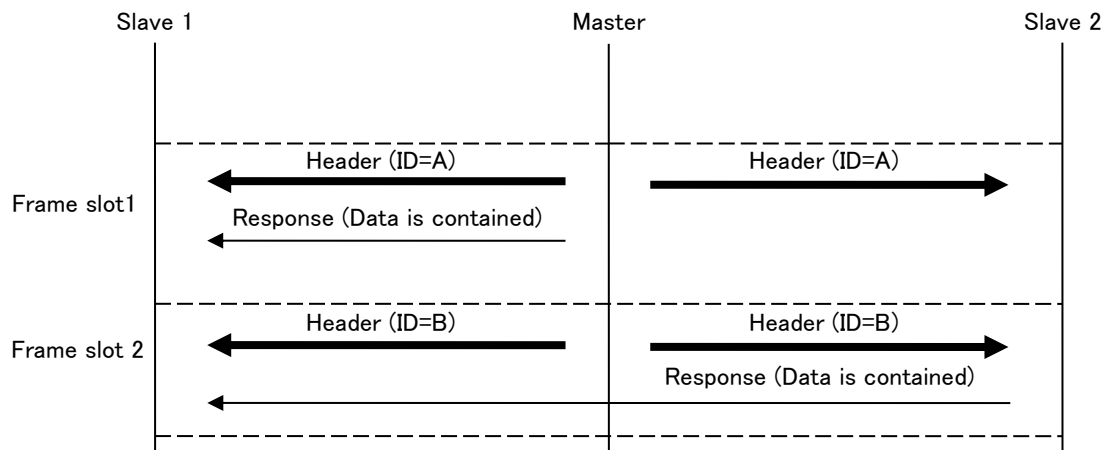 Slave 1 Master Slave 2
Header (ID=A) Header (ID=A)
Frame slot1
Response (Data is contained)
Header (ID=B) Header (ID=B)
Frame slot 2
Response (Data is contained)